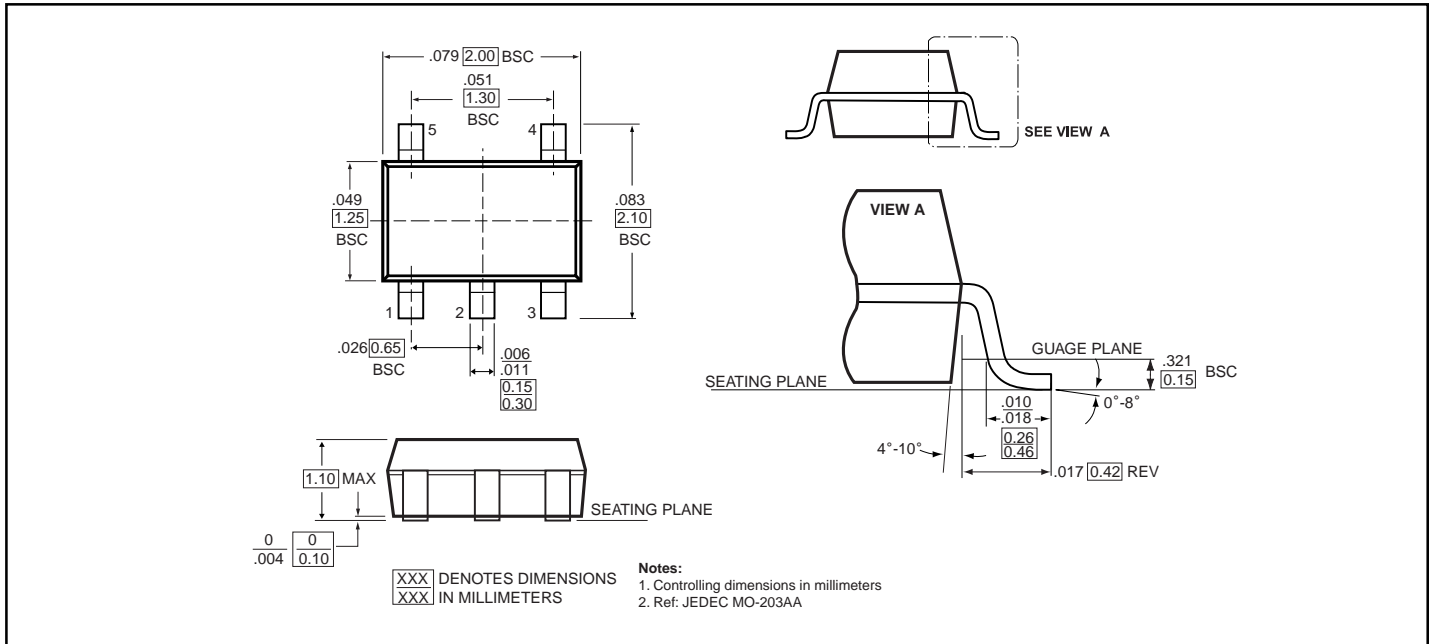 .079 2.00 BSC
.051
1.30
BSC
5
4
.049
1.25
BSC
.083
2.10
BSC
1
2
3
.026 0.65
BSC
.006
.011
0.15
0.30
1.10 MAX
SEATING PLANE
0
.004
0
0.10
XXX DENOTES DIMENSIONS
XXX IN MILLIMETERS
Notes:
1. Controlling dimensions in millimeters
2. Ref: JEDEC MO-203AA
SEE VIEW A
VIEW A
GUAGE PLANE
.321
0.15 BSC
SEATING PLANE
0°-8°
.010
.018
0.26
0.46
4°-10°
.017 0.42 REV